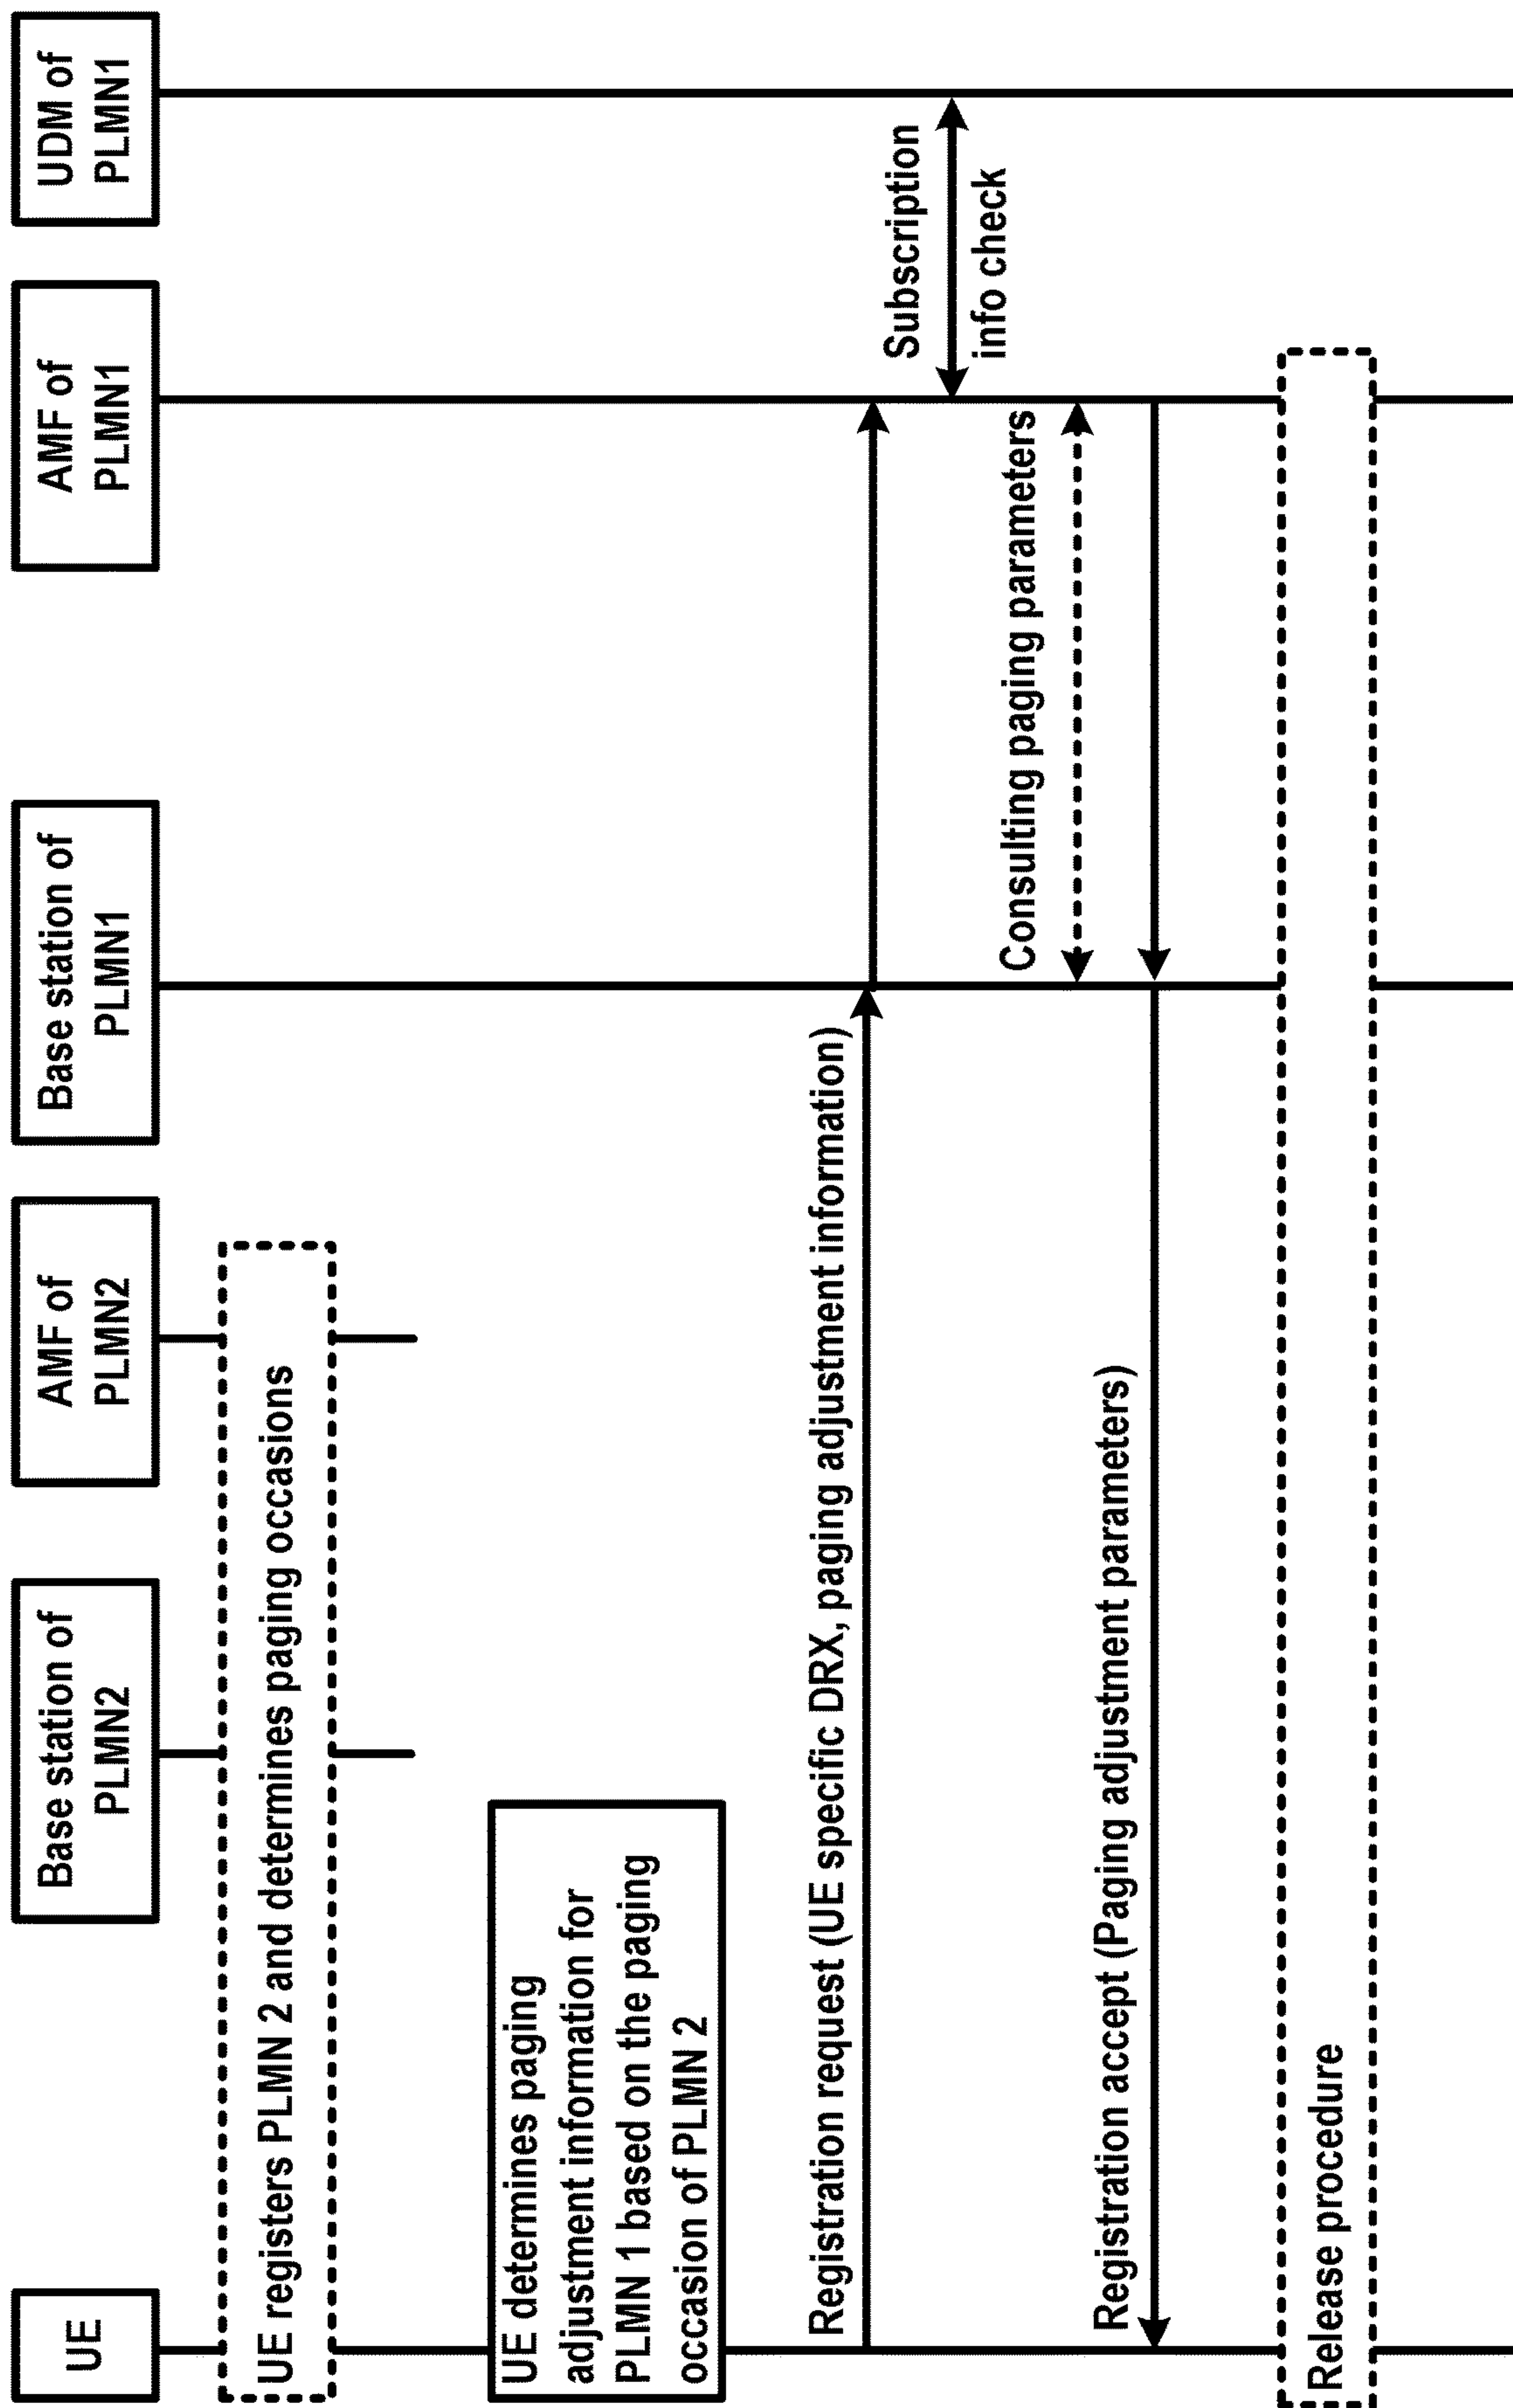 UE
Base station of
PLMN2
AMF of
PLMN2
Base station of
PLMN1
AMF of
PLMN1
UDM of
PLMN1
UE registers PLMN 2 and determines paging occasions
UE determines paging
adjustment information for
PLMN 1 based on the paging
occasion of PLMN 2
Registration request (UE specific DRX, paging adjustment information)
Subscription
info check
Consulting paging parameters
Registration accept (Paging adjustment parameters)
Release procedure